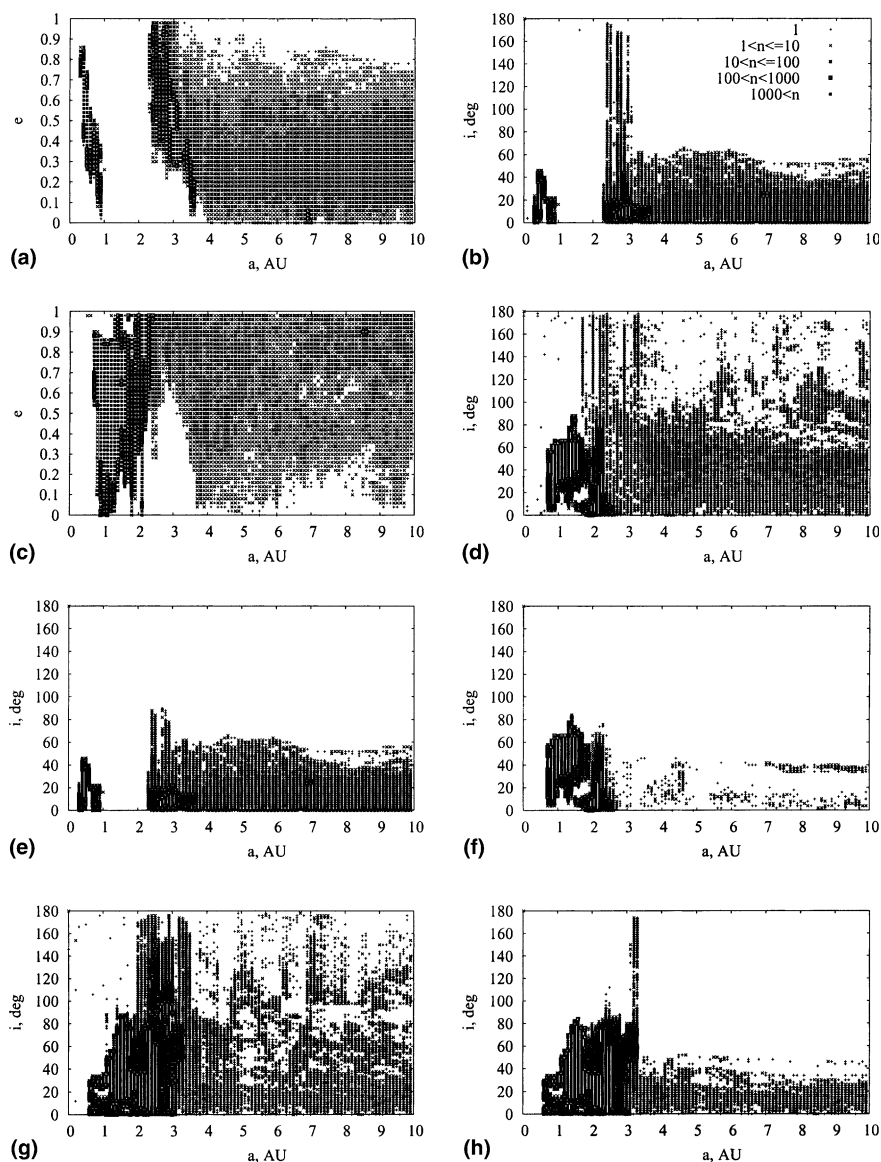 1
0.9
0.8
0.7
0.6
0.5
0.4
0.3
0.2
0.1
0
e
0 1 2 3 4 5 6 7 8 9 10
a, AU
(a)
180
160
140
120
100
80
60
40
20
0
i, deg
1
1<n<=10
10<n<=100
100<n<1000
1000<n
0 1 2 3 4 5 6 7 8 9 10
a, AU
(b)
1
0.9
0.8
0.7
0.6
0.5
0.4
0.3
0.2
0.1
0
e
0 1 2 3 4 5 6 7 8 9 10
a, AU
(c)
180
160
140
120
100
80
60
40
20
0
i, deg
0 1 2 3 4 5 6 7 8 9 10
a, AU
(d)
180
160
140
120
100
80
60
40
20
0
i, deg
0 1 2 3 4 5 6 7 8 9 10
a, AU
(e)
180
160
140
120
100
80
60
40
20
0
i, deg
0 1 2 3 4 5 6 7 8 9 10
a, AU
(f)
180
160
140
120
100
80
60
40
20
0
i, deg
0 1 2 3 4 5 6 7 8 9 10
a, AU
(g)
180
160
140
120
100
80
60
40
20
0
i, deg
0 1 2 3 4 5 6 7 8 9 10
a, AU
(h)